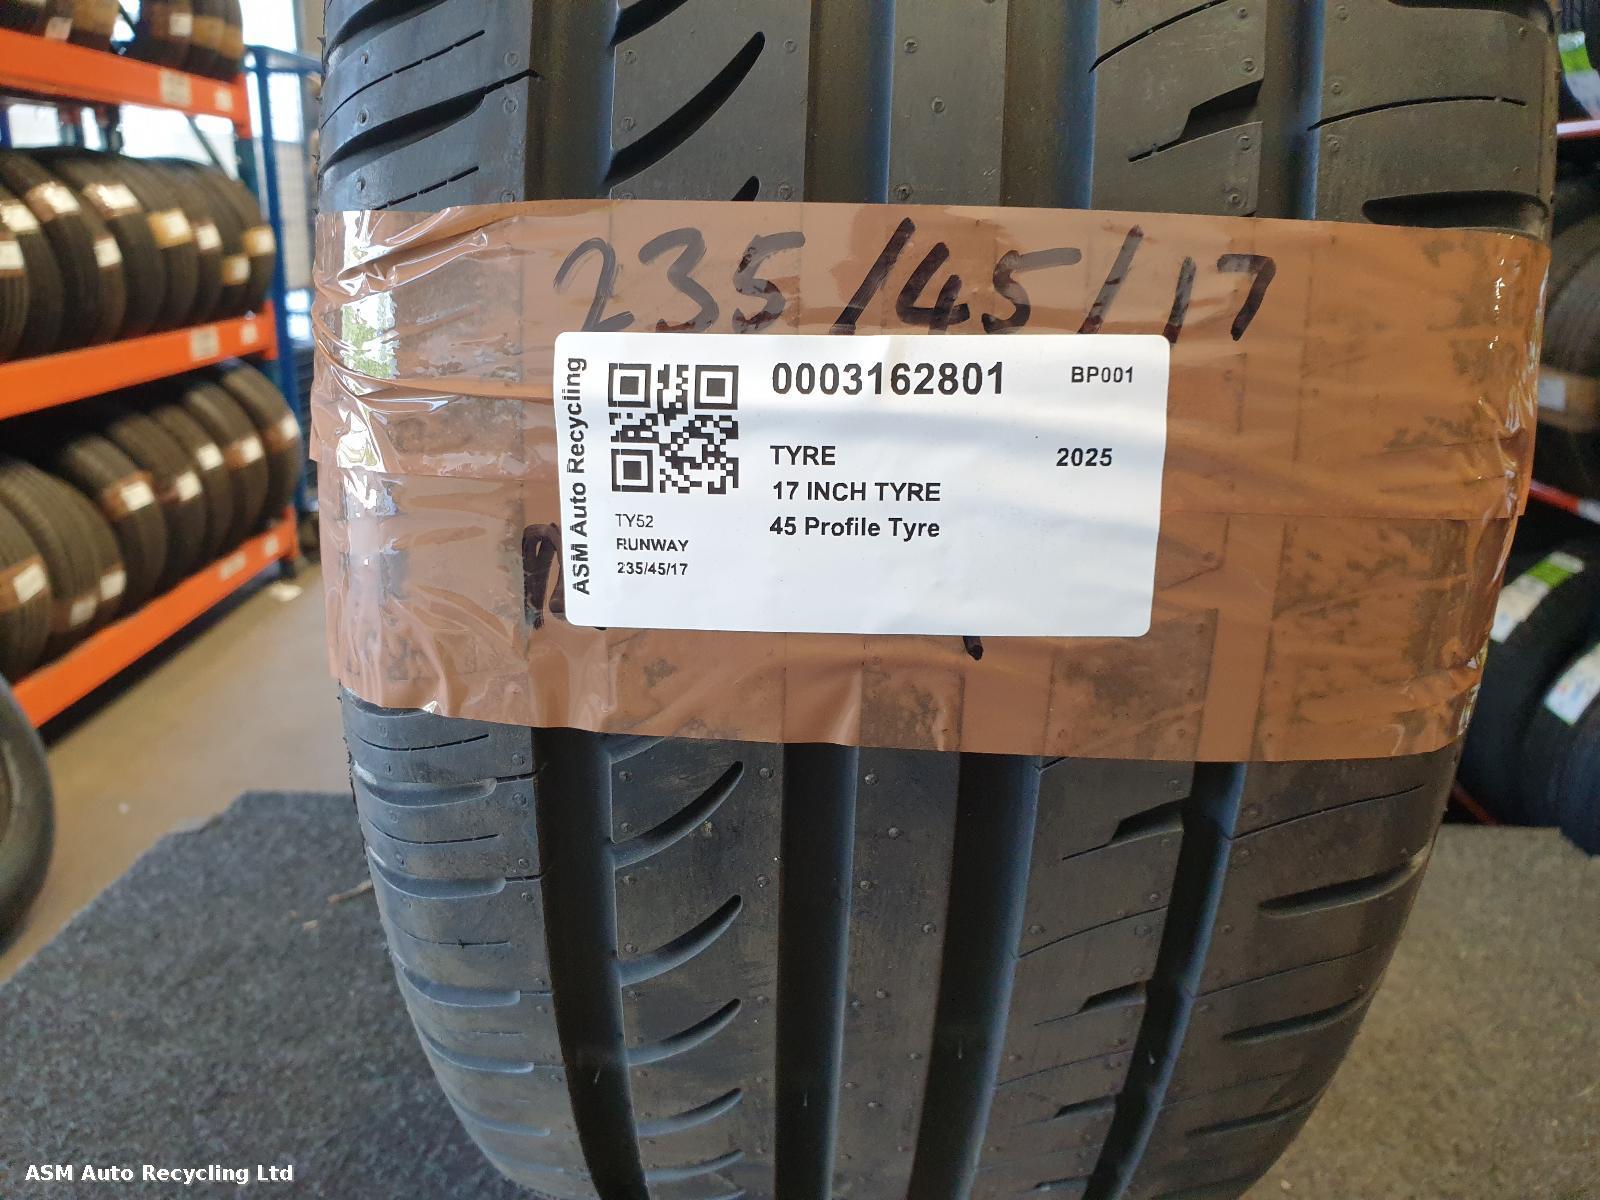 235/45/17
ASM Auto Recycling
0003162801 BP001
TYRE 2025
17 INCH TYRE
45 Profile Tyre
TY52
RUNWAY
235/45/17
ASM Auto Recycling Ltd